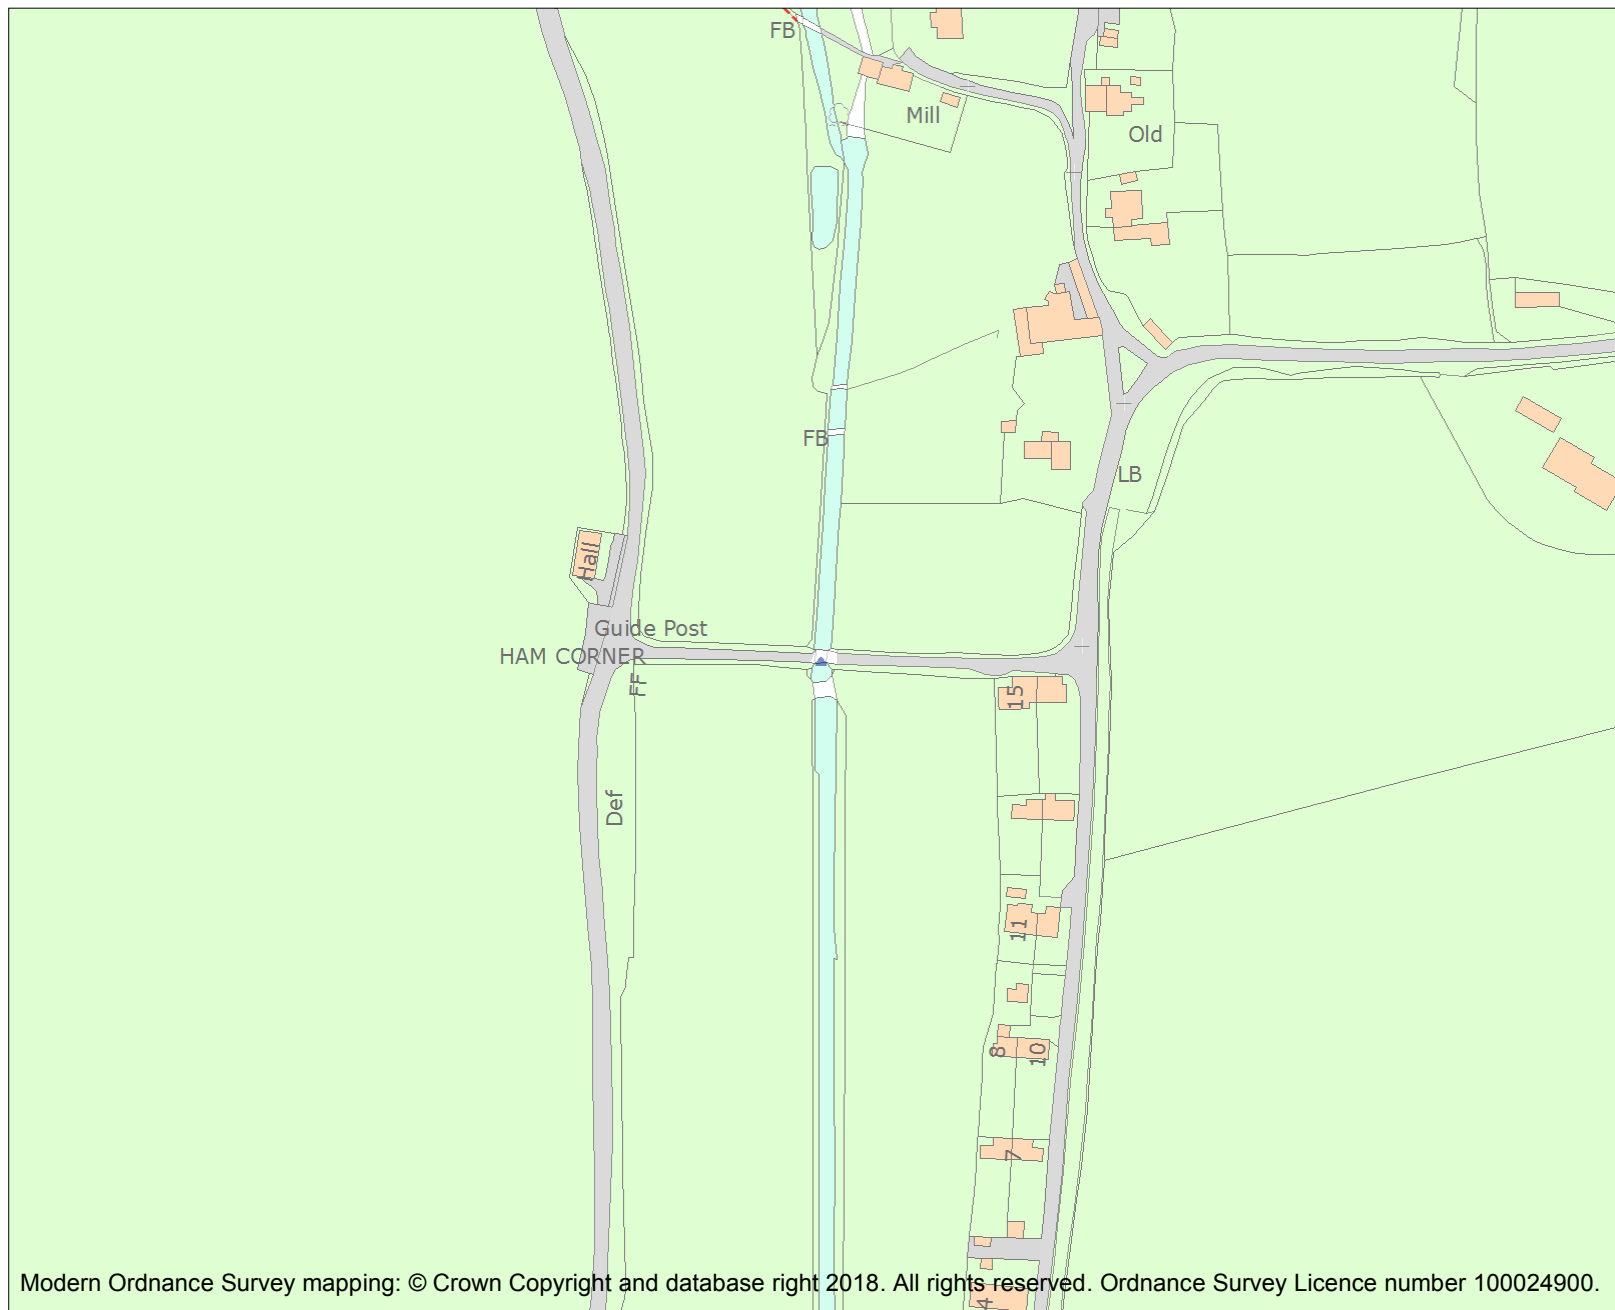 FB
Mill
Old
FB
LB
Hall
Guide Post
HAM CORNER
FF
15
Def
11
8
10
7
4
Modern Ordnance Survey mapping: © Crown Copyright and database right 2018. All rights reserved. Ordnance Survey Licence number 100024900.